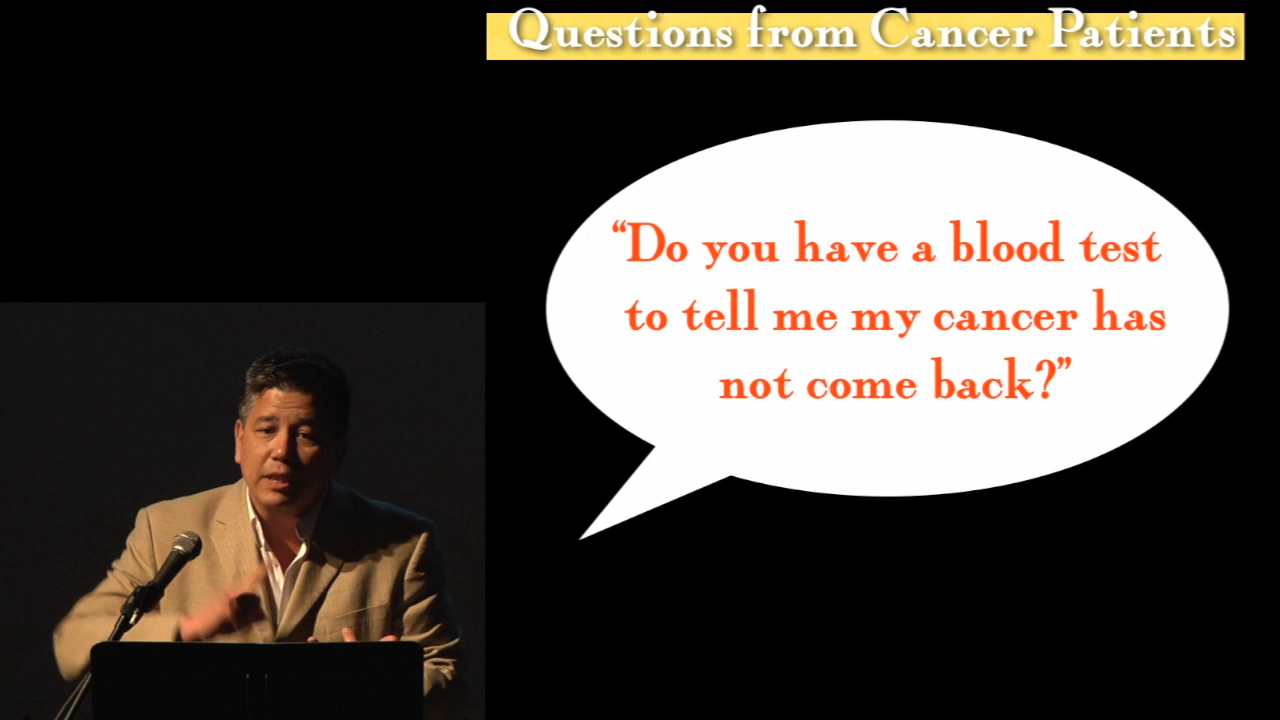 Questions from Cancer Patients
“Do you have a blood test
to tell me my cancer has
not come back?”